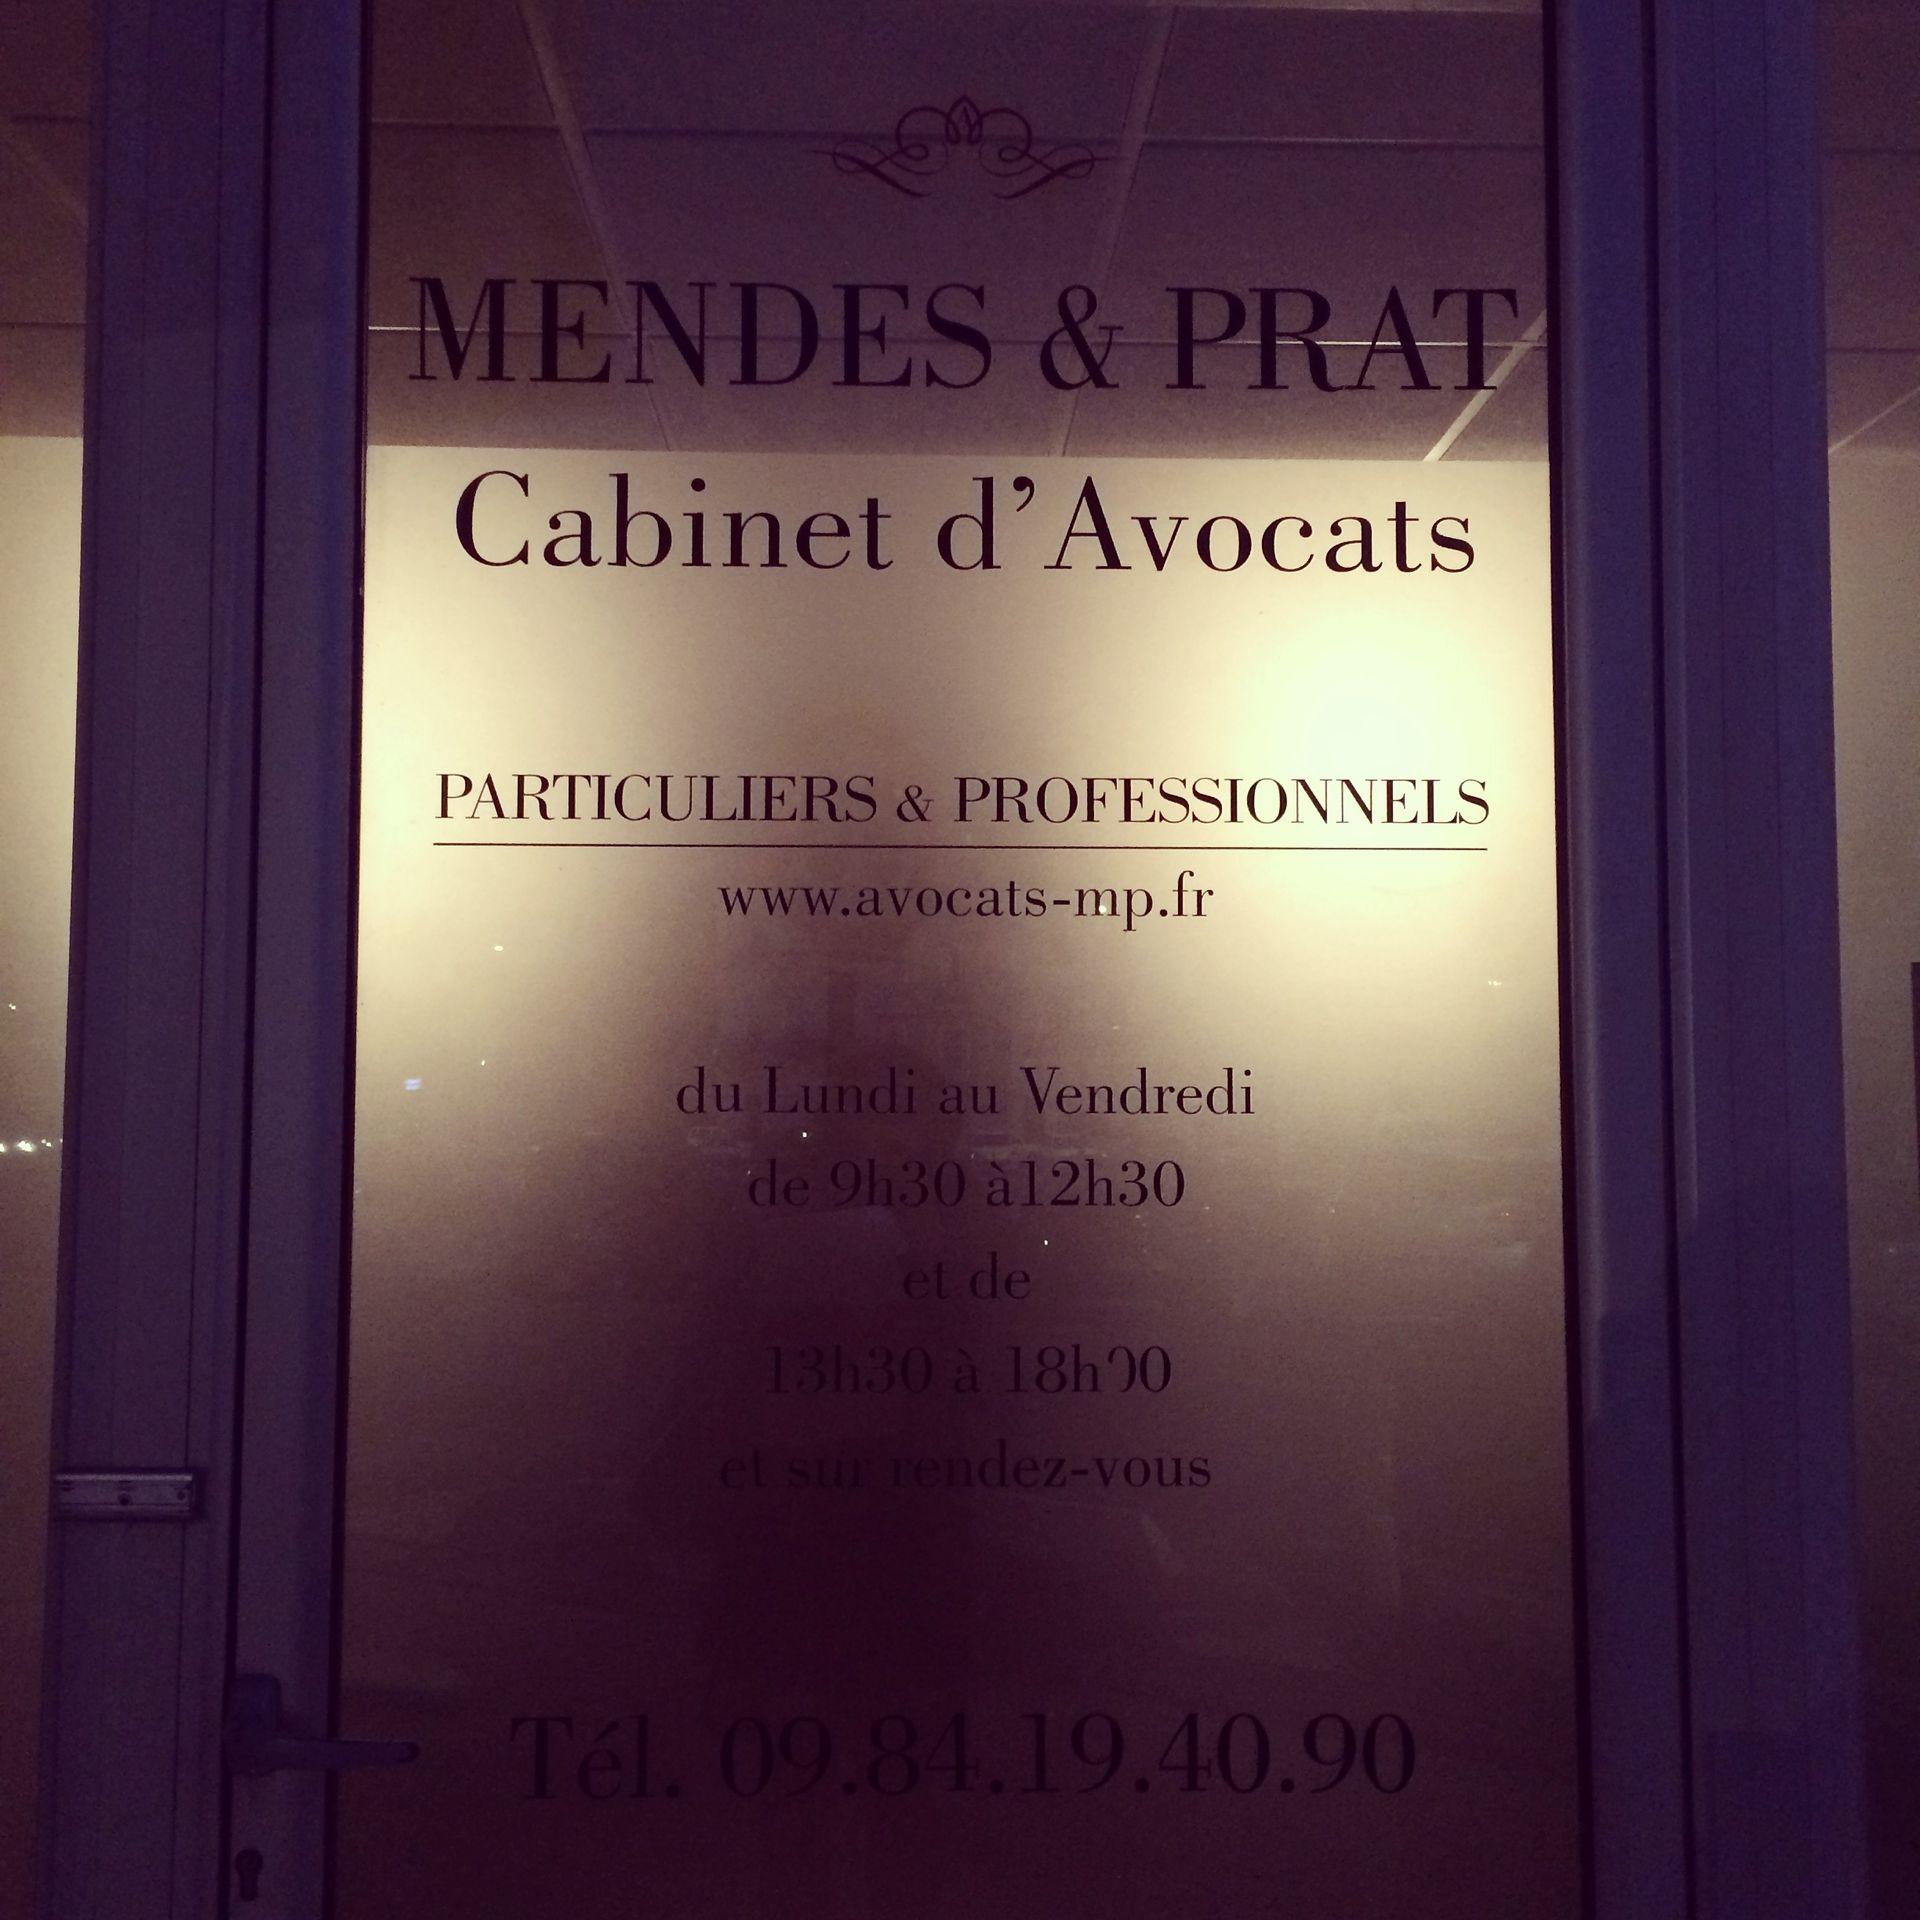 MENDES & PRAT
Cabinet d'Avocats
PARTICULIERS & PROFESSIONNELS
www.avocats-mp.fr
du Lundi au Vendredi
de 9h30 à12h30
et de
13h30 à 18h00
et sur rendez-vous
Tél. 09.84.19.40.90